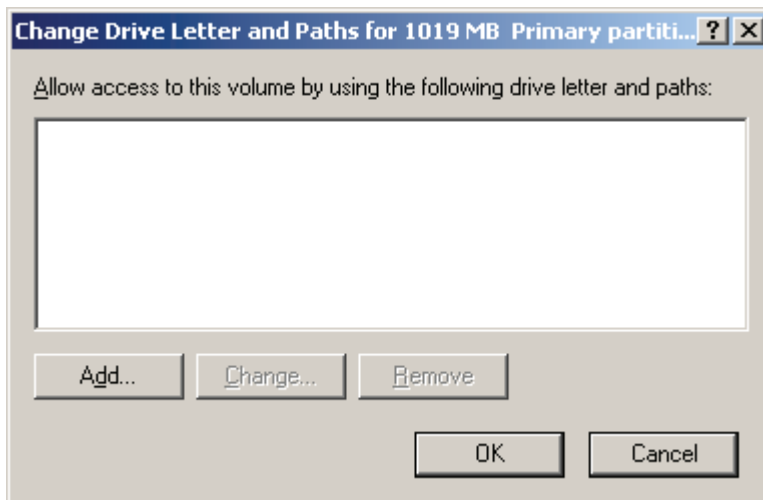 Change Drive Letter and Paths for 1019 MB Primary partiti...
Allow access to this volume by using the following drive letter and paths:
Add... Change... Remove
OK Cancel